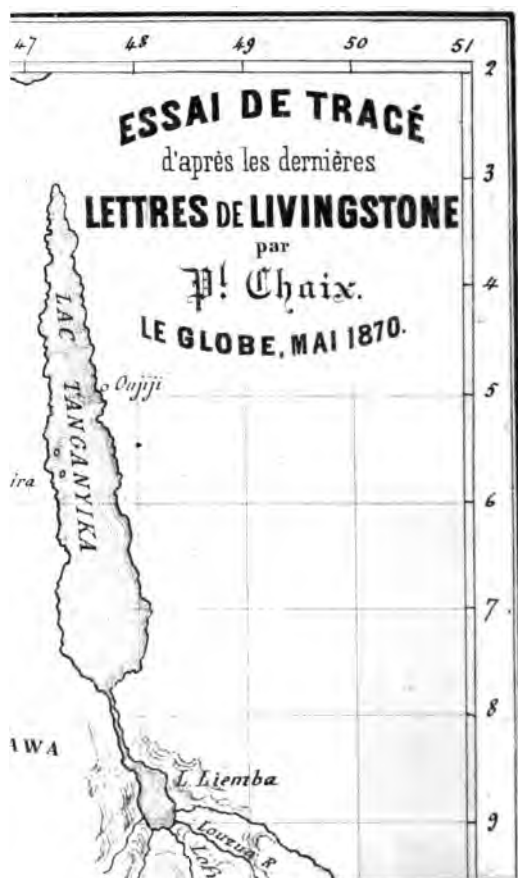 47 48 49 50 51
2
ESSAI DE TRACÉ
d'après les dernières
3
LETTRES DE LIVINGSTONE
par
4
P! Chaix.
LE GLOBE, MAI 1870.
LAC TANGANYIKA
Oujiji
5
ira
6
7
8
AWA
L. Liemba
9
Louzua R